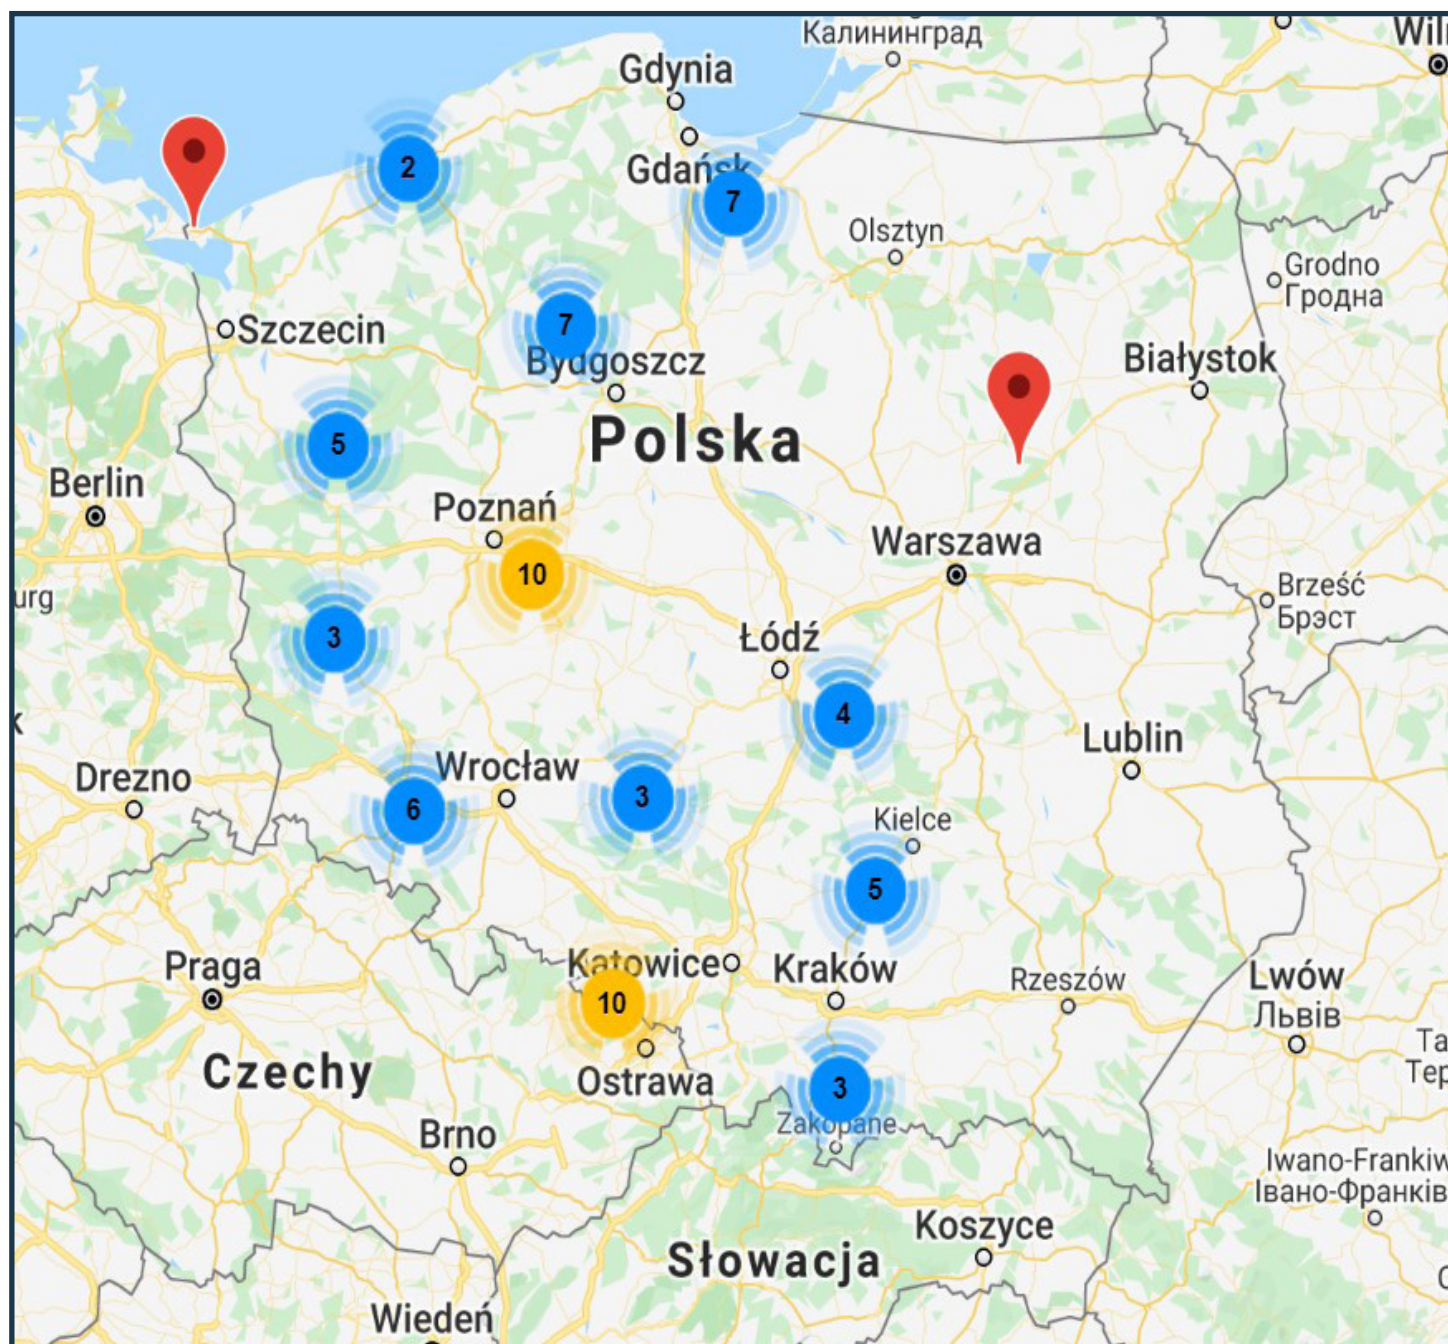 Калининград
Wil
Gdynia
2
Gdańsk
7
Olsztyn
Grodno
Гродна
7
Szczecin
Bydgoszcz
Białystok
Polska
5
Berlin
Poznań
10
Warszawa
urg
Brześć
Брэст
3
Łódź
4
Lublin
Drezno
Wrocław
6
3
Kielce
5
Praga
Katowice
Kraków
Rzeszów
Lwów
Львів
10
Czechy
Ostrawa
3
Та
Тер
Zakopane
Brno
Iwano-Frankiw
Івано-Франків
Koszyce
Słowacja
Wiedeń